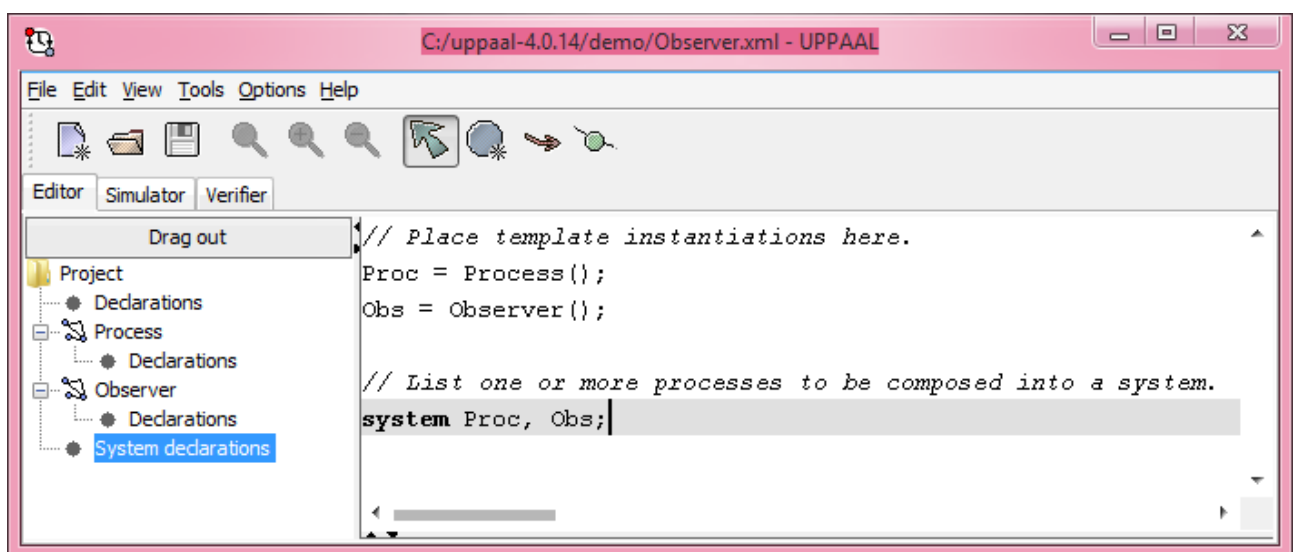 C:/uppaal-4.0.14/demo/Observer.xml - UPPAAL
File Edit View Tools Options Help
Editor Simulator Verifier
Drag out
Project
Declarations
Process
Declarations
Observer
Declarations
System declarations
// Place template instantiations here.
Proc = Process();
Obs = Observer();
// List one or more processes to be composed into a system.
system Proc, Obs;